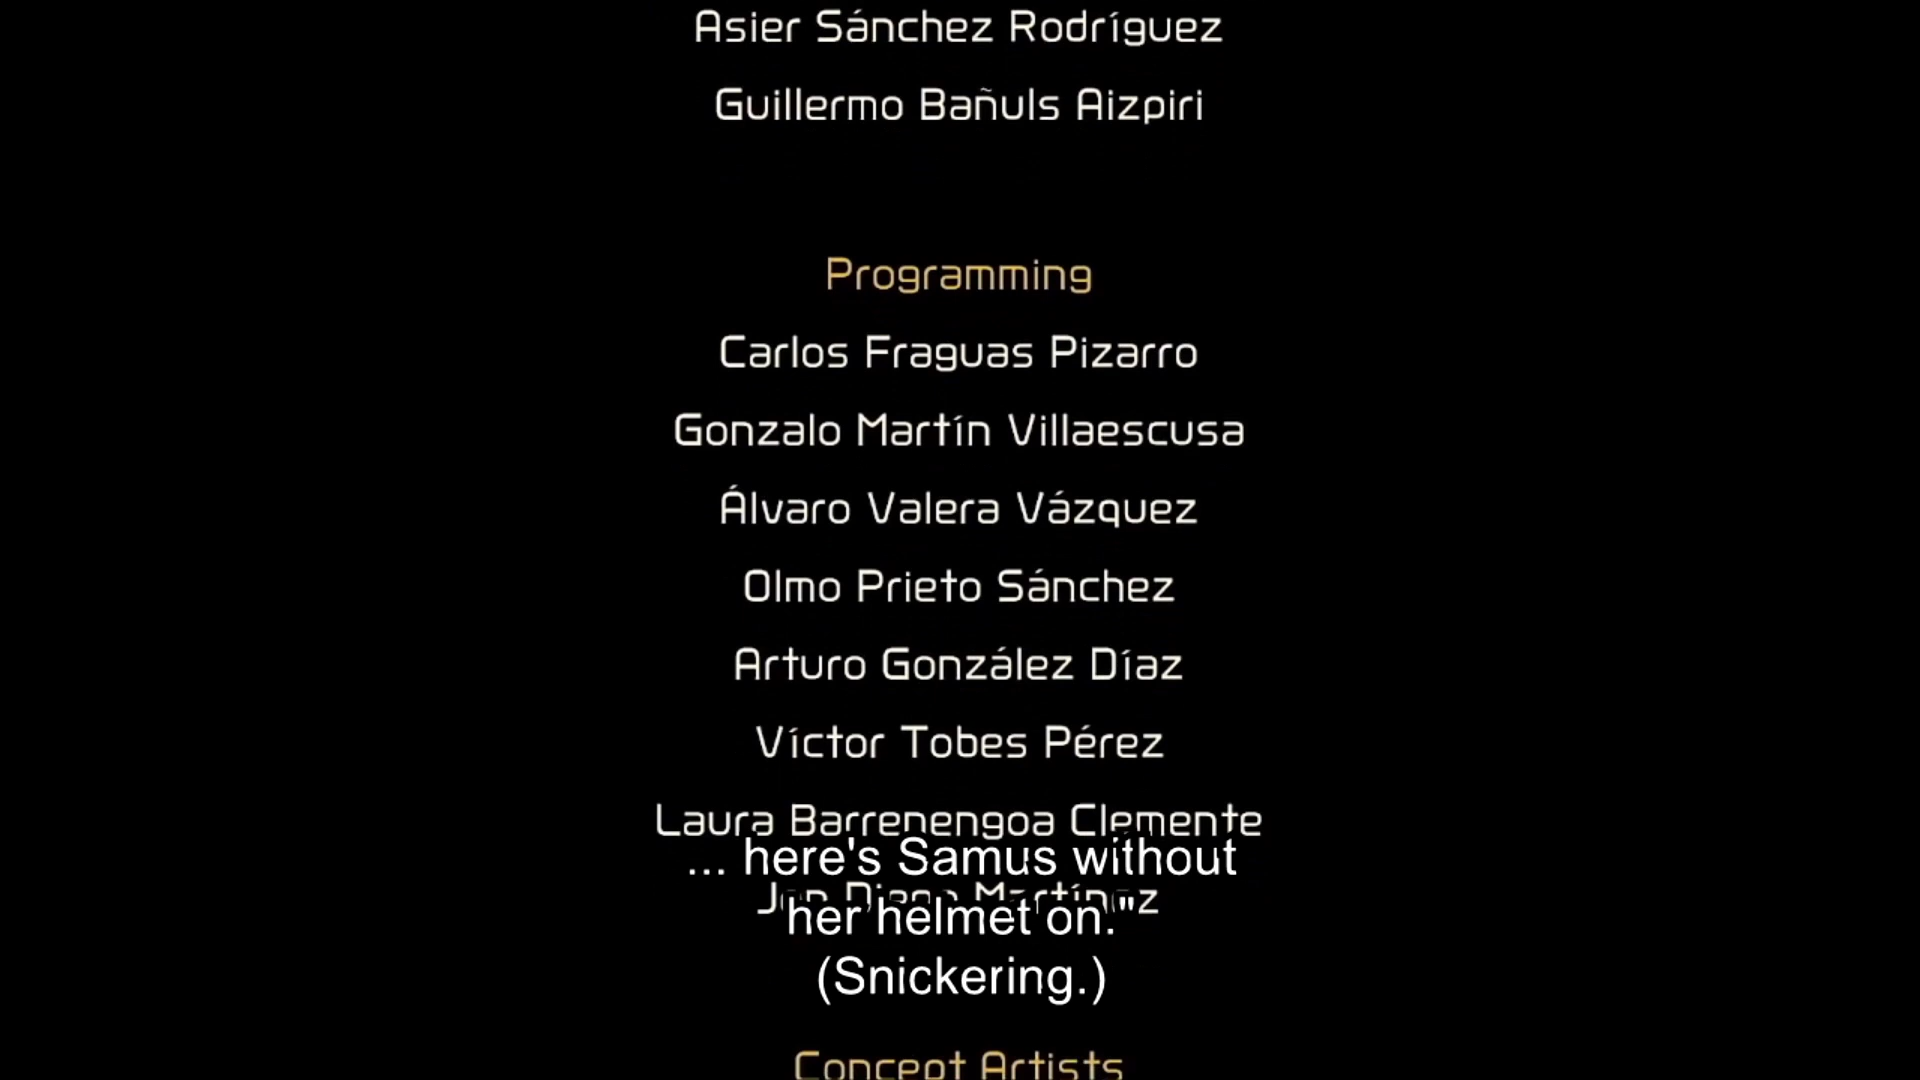 Asier Sánchez Rodríguez
Guillermo Bañuls Aizpiri
Programming
Carlos Fraguas Pizarro
Gonzalo Martín Villaescusa
Álvaro Valera Vázquez
Olmo Prieto Sánchez
Arturo González Díaz
Víctor Tobes Pérez
Laura Barrenengoa Clemente
... here's Samus without
Martínez
her helmet on."
(Snickering.)
Concept Artists